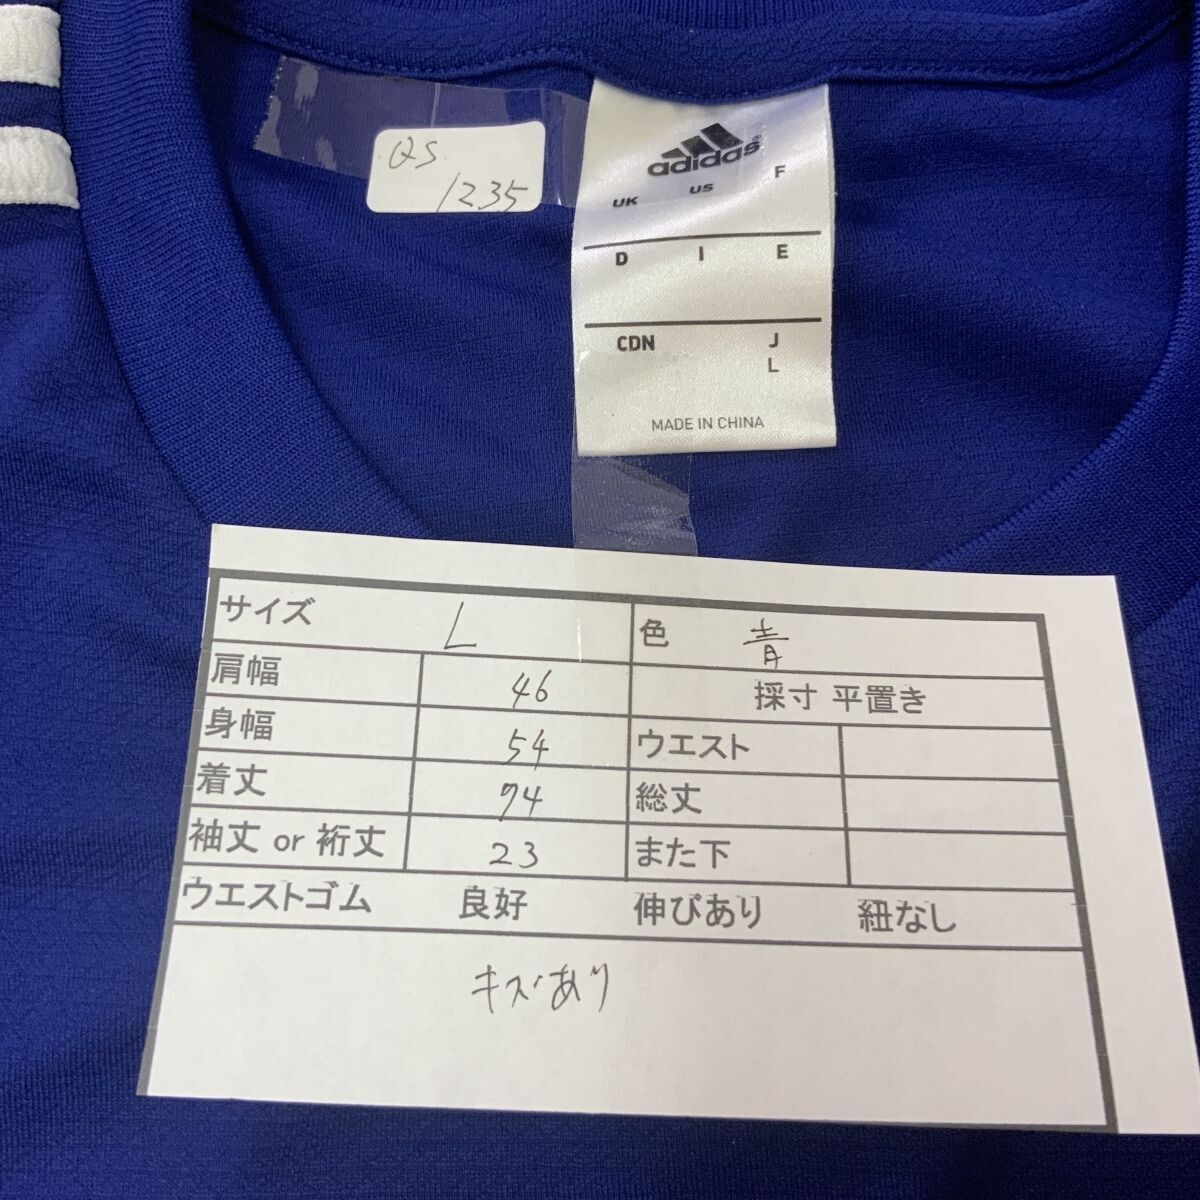 QS
1235
adidas
UK US F
D I E
CDN J
L
MADE IN CHINA
サイズ L 色 青
肩幅 46 採寸 平置き
身幅 54 ウエスト
着丈 74 総丈
袖丈 or 裄丈 23 また下
ウエストゴム 良好 伸びあり 紐なし
キズあり